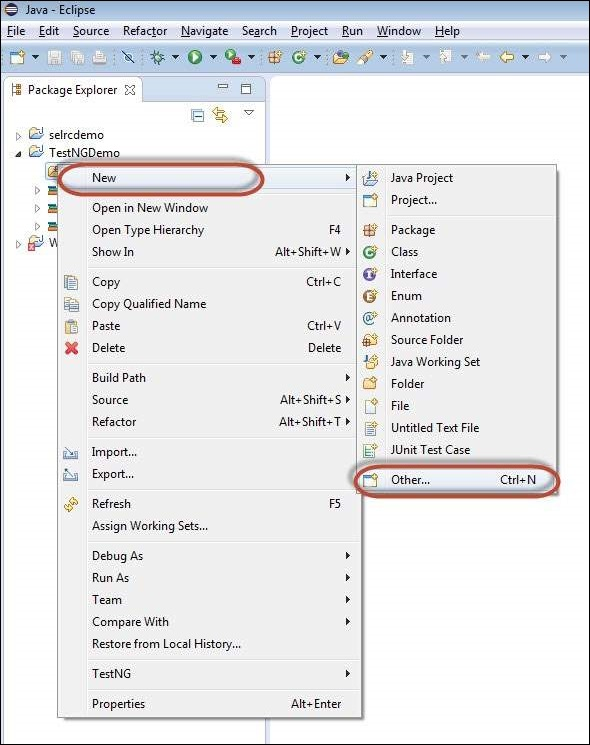 Java - Eclipse
File Edit Source Refactor Navigate Search Project Run Window Help
Package Explorer
selrcdemo
TestNGDemo
W
New
Open in New Window
Open Type Hierarchy F4
Show In Alt+Shift+W
Copy Ctrl+C
Copy Qualified Name
Paste Ctrl+V
Delete Delete
Build Path
Source Alt+Shift+S
Refactor Alt+Shift+T
Import...
Export...
Refresh F5
Assign Working Sets...
Debug As
Run As
Team
Compare With
Restore from Local History...
TestNG
Properties Alt+Enter
Java Project
Project...
Package
Class
Interface
Enum
Annotation
Source Folder
Java Working Set
Folder
File
Untitled Text File
JUnit Test Case
Other... Ctrl+N